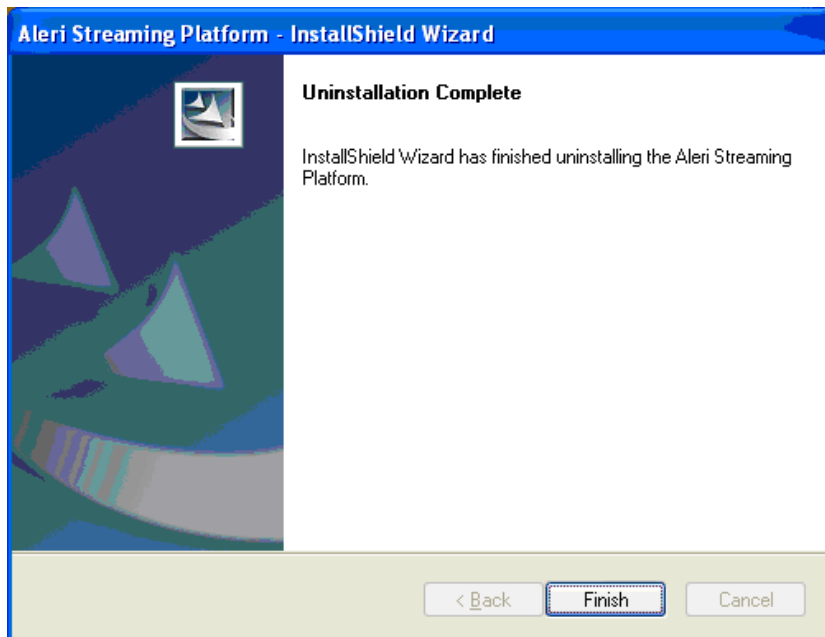 Aleri Streaming Platform - InstallShield Wizard
Uninstallation Complete
InstallShield Wizard has finished uninstalling the Aleri Streaming
Platform.
< Back
Finish
Cancel